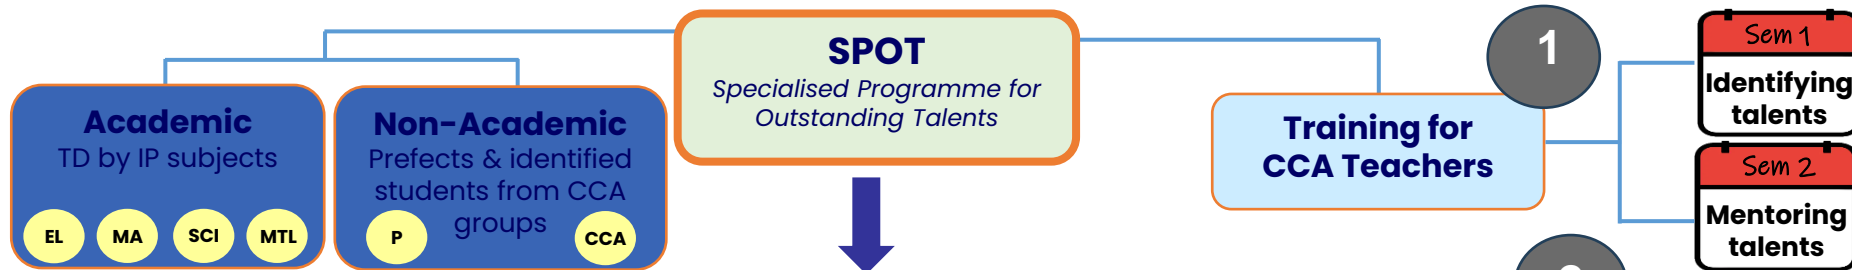 SPOT
Specialised Programme for
Outstanding Talents
Academic
TD by IP subjects
EL
MA
SCI
MTL
Non-Academic
Prefects & identified
students from CCA
groups
P
CCA
Training for
CCA Teachers
1
Sem 1
Identifying
talents
Sem 2
Mentoring
talents